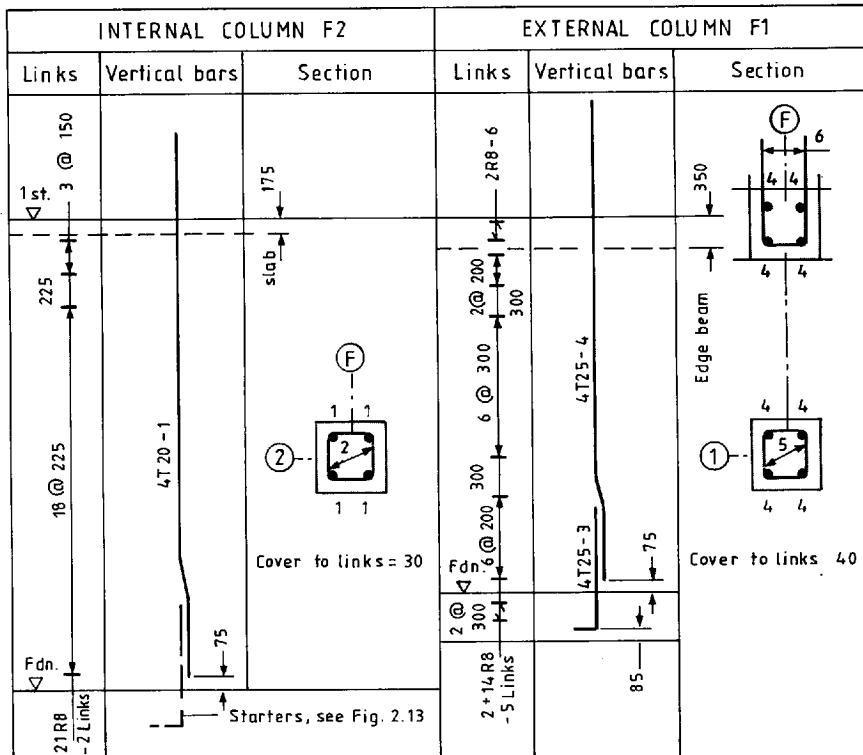 INTERNAL COLUMN F2
EXTERNAL COLUMN F1
Links
Vertical bars
Section
Links
Vertical bars
Section
3 @ 150
1st.
175
slab
225
18 @ 225
4T20-1
F
1 1
2
2
1 1
Cover to links = 30
75
Fdn.
21R8
-2 Links
Starters, see Fig. 2.13
2R8-6
2@ 200
300
6 @ 300
300
6@200
Fdn.
2 @
300
2+14R8
-5 Links
4T25-4
4T25-3
75
85
F
6
350
4 4
4 4
Edge beam
4 4
1
5
4 4
Cover to links 40